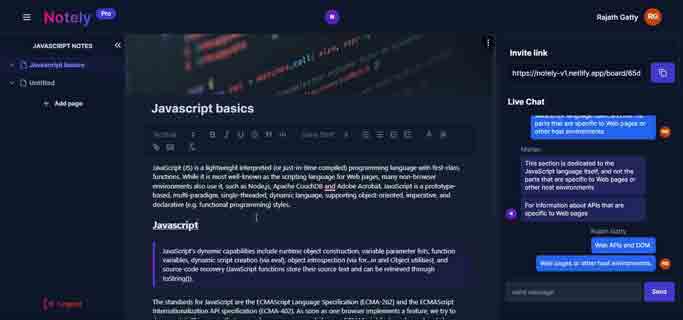 Notely
Pro
N
Rajath Gatty
RG
JAVASCRIPT NOTES
Javascript basics
Untitled
+ Add page
Logout
Javascript basics
Normal
B I U
Sans Serif
JavaScript (JS) is a lightweight interpreted (or just-in-time compiled) programming language with first-class
functions. While it is most well-known as the scripting language for Web pages, many non-browser
environments also use it, such as Node.js, Apache CouchDB and Adobe Acrobat. JavaScript is a prototype-
based, multi-paradigm, single-threaded, dynamic language, supporting object-oriented, imperative, and
declarative (e.g. functional programming) styles.
Javascript
JavaScript's dynamic capabilities include runtime object construction, variable parameter lists, function
variables, dynamic script creation (via eval), object introspection (via for...in and Object utilities), and
source-code recovery (JavaScript functions store their source text and can be retrieved through
toString()).
The standards for JavaScript are the ECMAScript Language Specification (ECMA-262) and the ECMAScript
Internationalization API specification (ECMA-402). As soon as one browser implements a feature, we try to
Invite link
https://notely-v1.netlify.app/board/65d
Live Chat
parts that are specific to Web pages or
other host environments
RG
This section is dedicated to the
JavaScript language itself, and not the
parts that are specific to Web pages or
other host environments
For information about APIs that are
specific to Web pages
Rajath Gatty
Web APIs and DOM.
Web pages or other host environments.
RG
send message
Send